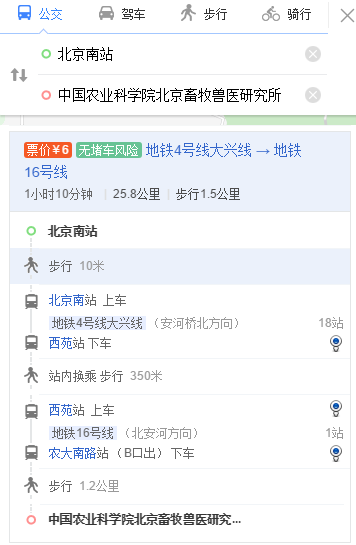 公交 驾车 步行 骑行
北京南站
中国农业科学院北京畜牧兽医研究所
票价¥6 无堵车风险 地铁4号线大兴线 → 地铁
16号线
1小时10分钟 | 25.8公里 | 步行1.5公里
北京南站
步行 10米
北京南站 上车
地铁4号线大兴线 (安河桥北方向) 18站
西苑站 下车
站内换乘 步行 350米
西苑站 上车
地铁16号线 (北安河方向) 1站
农大南路站 (B口出) 下车
步行 1.2公里
中国农业科学院北京畜牧兽医研究...